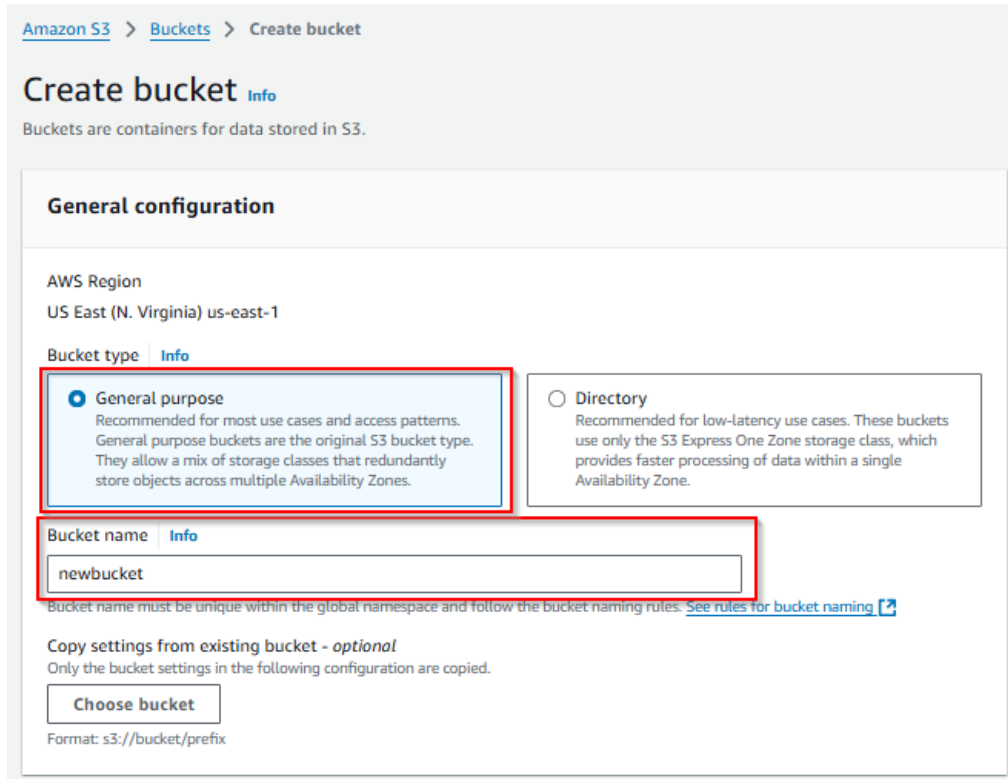 Amazon S3 > Buckets > Create bucket
Create bucket Info
Buckets are containers for data stored in S3.
General configuration
AWS Region
US East (N. Virginia) us-east-1
Bucket type Info
General purpose
Recommended for most use cases and access patterns.
General purpose buckets are the original S3 bucket type.
They allow a mix of storage classes that redundantly
store objects across multiple Availability Zones.
Directory
Recommended for low-latency use cases. These buckets
use only the S3 Express One Zone storage class, which
provides faster processing of data within a single
Availability Zone.
Bucket name Info
newbucket
Bucket name must be unique within the global namespace and follow the bucket naming rules. See rules for bucket naming
Copy settings from existing bucket - optional
Only the bucket settings in the following configuration are copied.
Choose bucket
Format: s3://bucket/prefix